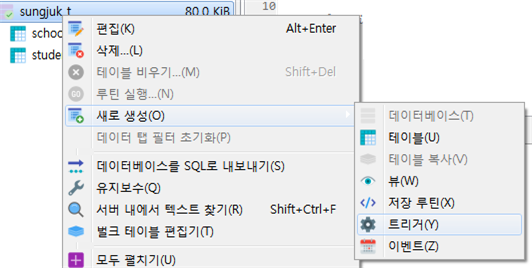 sungjuk_t 80.0 KiB
10
schoo
stude
편집(K) Alt+Enter
삭제...(L)
테이블 비우기...(M) Shift+Del
루틴 실행...(N)
새로 생성(O)
데이터 탭 필터 초기화(P)
데이터베이스를 SQL로 내보내기(S)
유지보수(Q)
서버 내에서 텍스트 찾기(R) Shift+Ctrl+F
벌크 테이블 편집기(T)
모두 펼치기(U)
데이터베이스(T)
테이블(U)
테이블 복사(V)
뷰(W)
저장 루틴(X)
트리거(Y)
이벤트(Z)